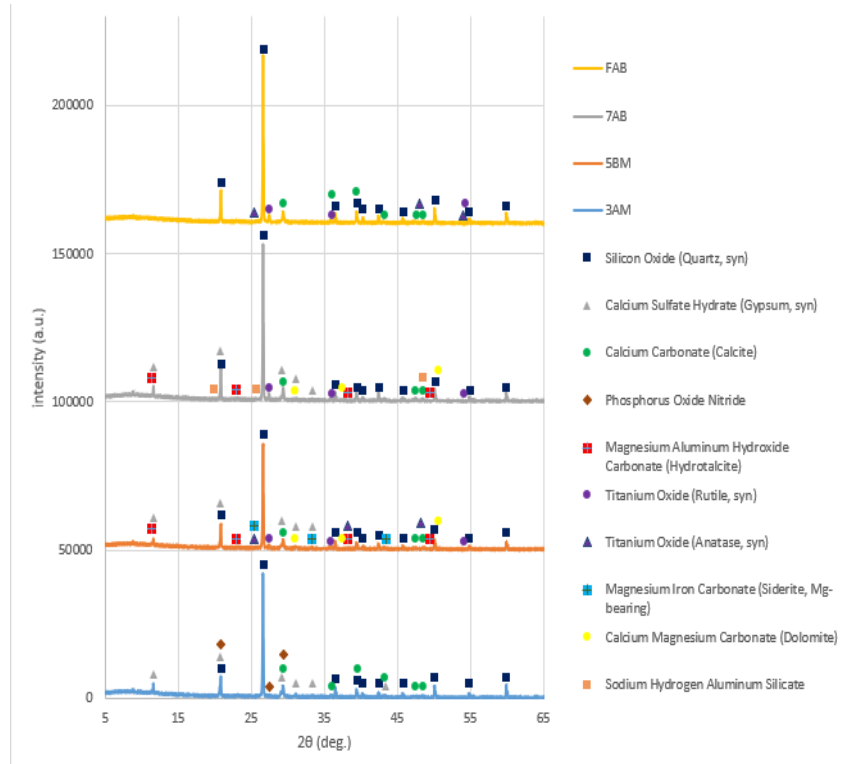 200000
150000
100000
50000
0
intensity (a.u.)
5
15
25
35
45
55
65
2θ (deg.)
FAB
7AB
5BM
3AM
Silicon Oxide (Quartz, syn)
Calcium Sulfate Hydrate (Gypsum, syn)
Calcium Carbonate (Calcite)
Phosphorus Oxide Nitride
Magnesium Aluminum Hydroxide
Carbonate (Hydrotalcite)
Titanium Oxide (Rutile, syn)
Titanium Oxide (Anatase, syn)
Magnesium Iron Carbonate (Siderite, Mg-
bearing)
Calcium Magnesium Carbonate (Dolomite)
Sodium Hydrogen Aluminum Silicate